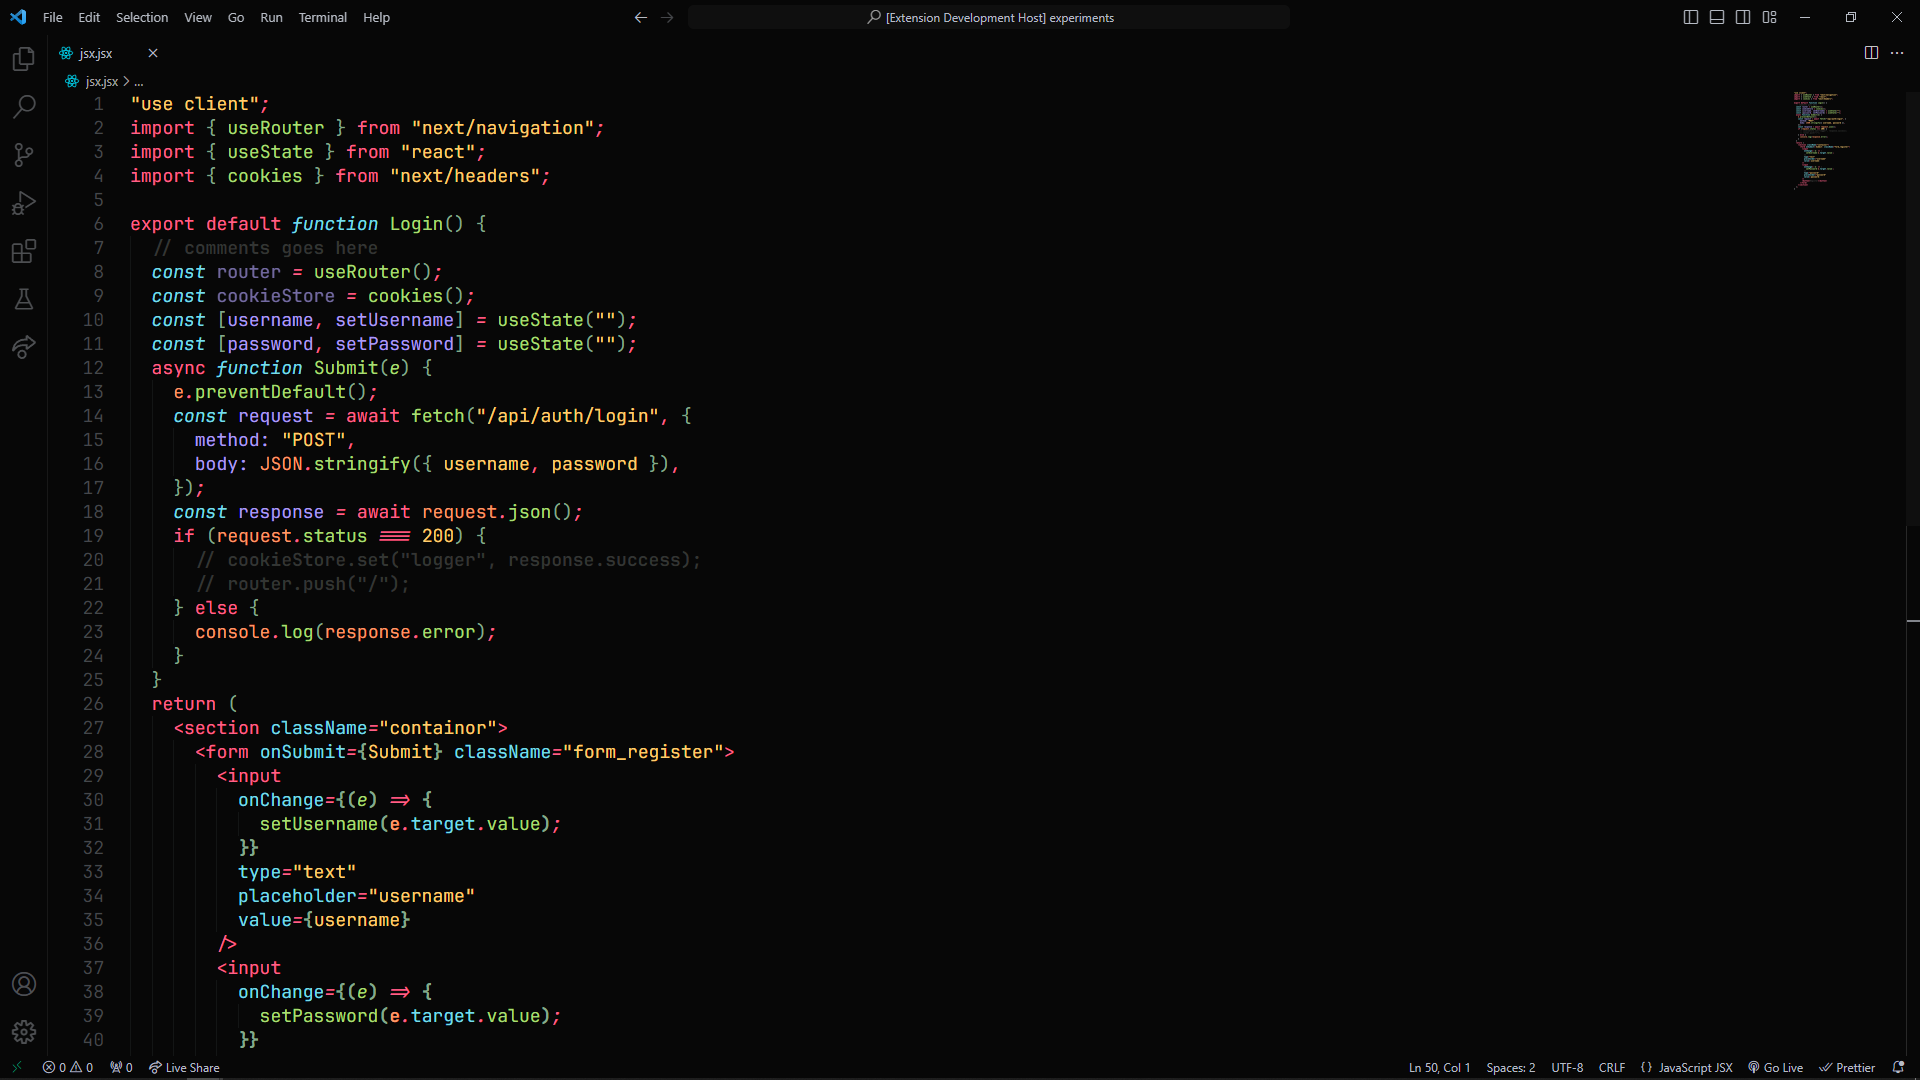 File Edit Selection View Go Run Terminal Help
[Extension Development Host] experiments
jsx.jsx
jsx.jsx > ...
1 "use client";
2 import { useRouter } from "next/navigation";
3 import { useState } from "react";
4 import { cookies } from "next/headers";
5
6 export default function Login() {
7 // comments goes here
8 const router = useRouter();
9 const cookieStore = cookies();
10 const [username, setUsername] = useState("");
11 const [password, setPassword] = useState("");
12 async function Submit(e) {
13 e.preventDefault();
14 const request = await fetch("/api/auth/login", {
15 method: "POST",
16 body: JSON.stringify({ username, password }),
17 });
18 const response = await request.json();
19 if (request.status === 200) {
20 // cookieStore.set("logger", response.success);
21 // router.push("/");
22 } else {
23 console.log(response.error);
24 }
25 }
26 return (
27 <section className="containor">
28 <form onSubmit={Submit} className="form_register">
29 <input
30 onChange={(e) => {
31 setUsername(e.target.value);
32 }}
33 type="text"
34 placeholder="username"
35 value={username}
36 />
37 <input
38 onChange={(e) => {
39 setPassword(e.target.value);
40 }}
0 0 0 Live Share
Ln 50, Col 1 Spaces: 2 UTF-8 CRLF {} JavaScript JSX Go Live Prettier